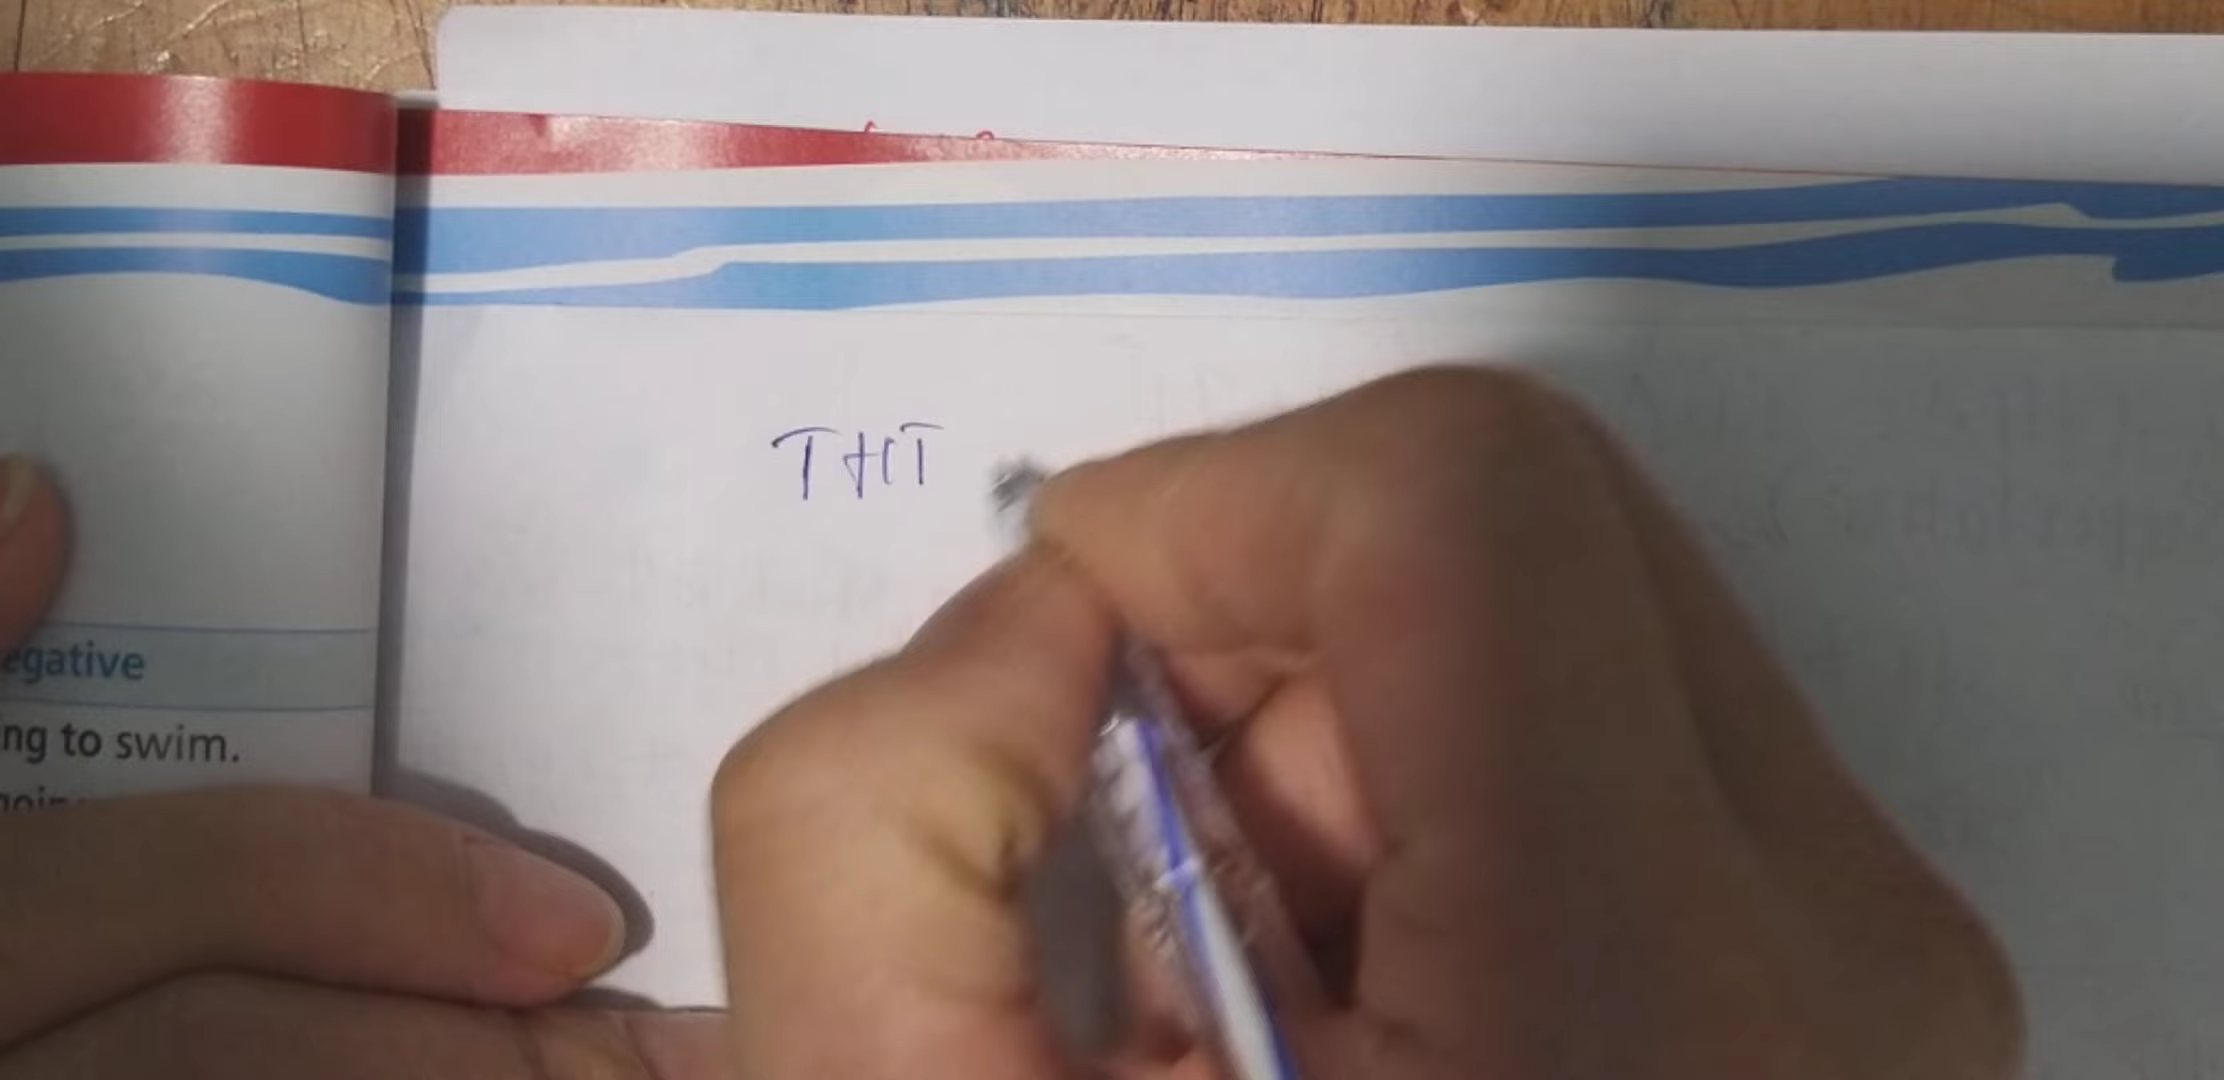 THT
egative
ng to swim.